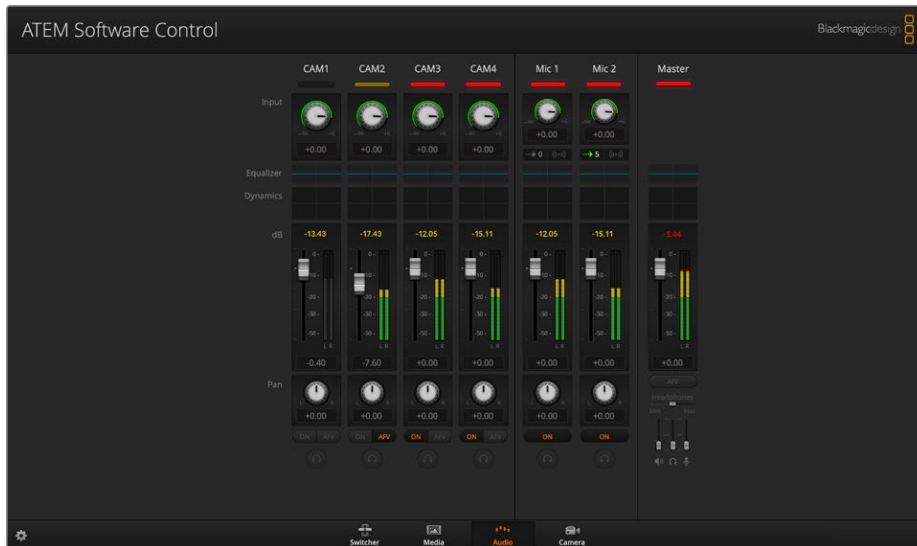 ATEM Software Control
Blackmagicdesign
CAM1 CAM2 CAM3 CAM4 Mic 1 Mic 2 Master
Input
+0.00 +0.00 +0.00 +0.00 +0.00 +0.00
0 5
Equalizer
Dynamics
dB -13.43 -17.43 -12.05 -15.11 -12.05 -15.11 -5.44
L R L R L R L R L R L R L R
-0.40 -7.60 +0.00 +0.00 +0.00 +0.00 +0.00
Pan
AFV
Headphones
+0.00 +0.00 +0.00 +0.00 +0.00 +0.00
ON AFV ON AFV ON AFV ON AFV ON ON
Switcher Media Audio Camera